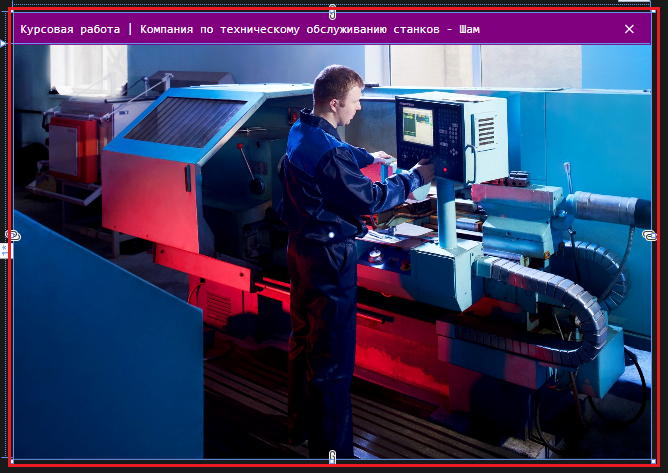 Курсовая работа | Компания по техническому обслуживанию станков - Шам